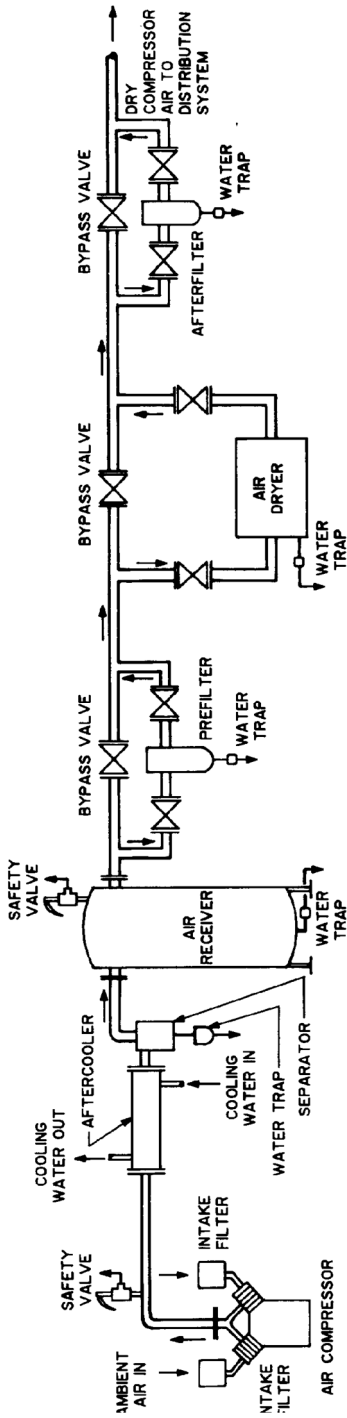 AMBIENT
AIR IN
INTAKE
FILTER
AIR COMPRESSOR
INTAKE
FILTER
SAFETY
VALVE
COOLING
WATER OUT
AFTERCOOLER
COOLING
WATER IN
WATER TRAP
SEPARATOR
SAFETY
VALVE
AIR
RECEIVER
WATER
TRAP
BYPASS VALVE
PREFILTER
WATER
TRAP
BYPASS VALVE
AIR
DRYER
WATER
TRAP
BYPASS VALVE
AFTERFILTER
WATER
TRAP
DRY
COMPRESSOR
AIR TO
DISTRIBUTION
SYSTEM